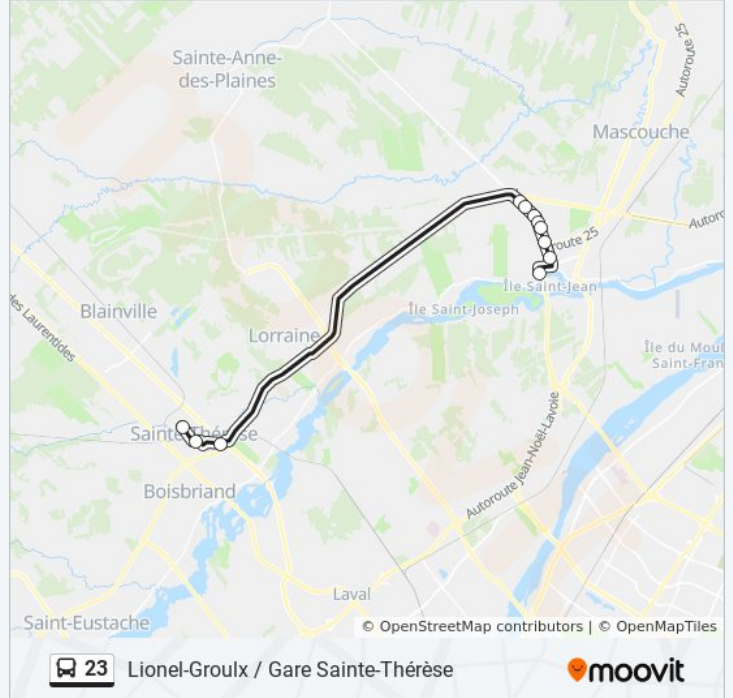 Sainte-Anne-
des-Plaines
Autoroute 25
Mascouche
Autoro
route 25
Île Saint-Jean
Île Saint-Joseph
des Laurentides
Blainville
Lorraine
Île du Moul
Saint-Fran
Sainte-Thérèse
Autoroute Jean-Noël-Lavoie
Boisbriand
Laval
Saint-Eustache
© OpenStreetMap contributors | © OpenMapTiles
23 Lionel-Groulx / Gare Sainte-Thérèse
moovit